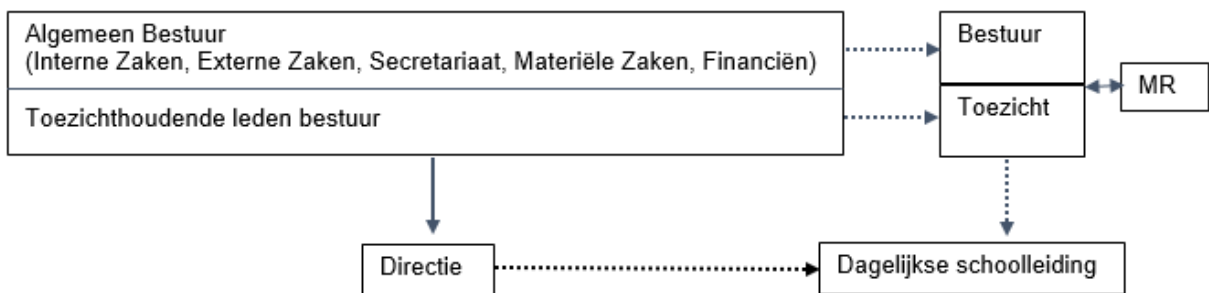 Algemeen Bestuur
(Interne Zaken, Externe Zaken, Secretariaat, Materiële Zaken, Financiën)
Toezichthoudende leden bestuur
Bestuur
Toezicht
MR
Directie
Dagelijkse schoolleiding